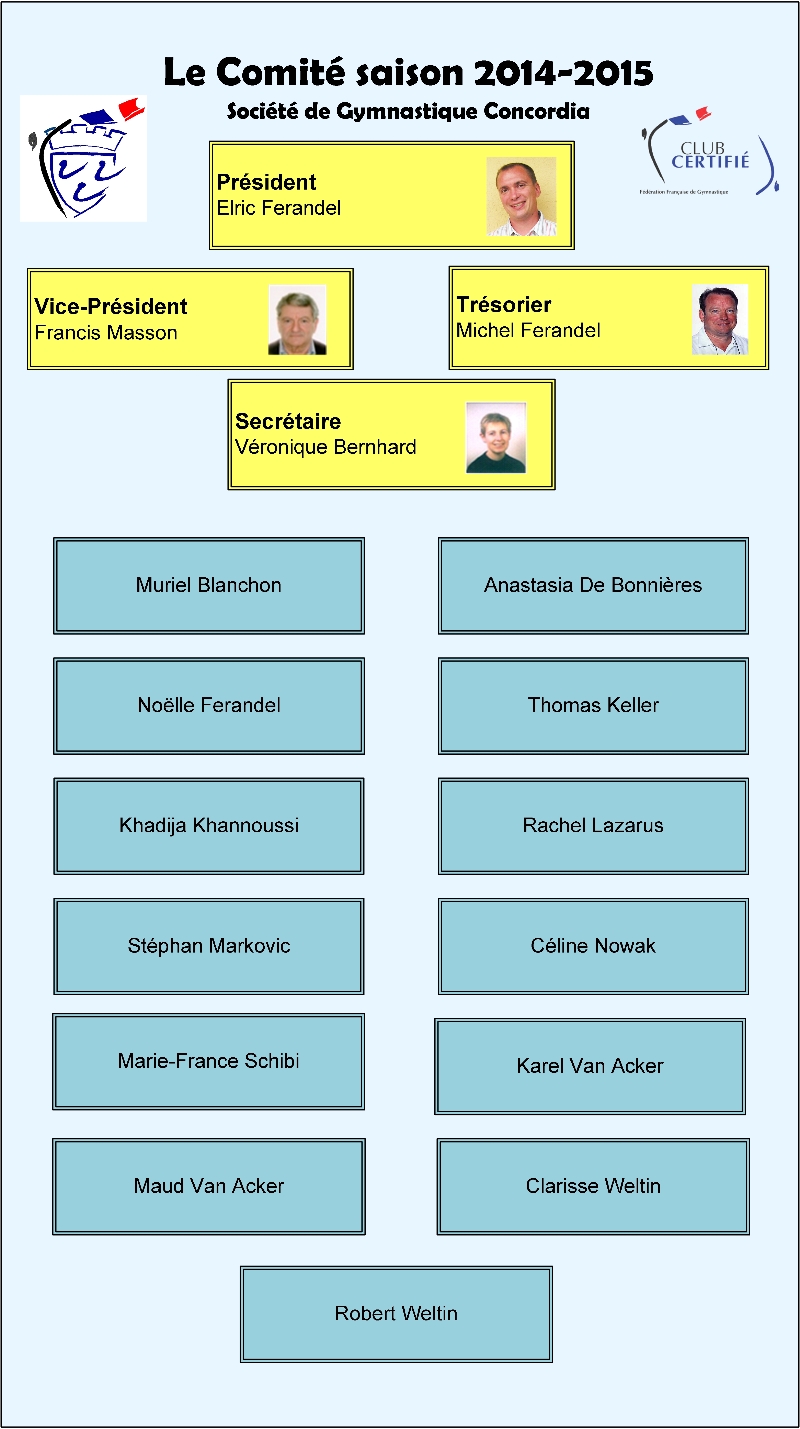 Le Comité saison 2014-2015
Société de Gymnastique Concordia
CLUB
CERTIFIÉ
Fédération Française de Gymnastique
Président
Elric Ferandel
Vice-Président
Francis Masson
Trésorier
Michel Ferandel
Secrétaire
Véronique Bernhard
Muriel Blanchon
Anastasia De Bonnières
Noëlle Ferandel
Thomas Keller
Khadija Khannoussi
Rachel Lazarus
Stéphan Markovic
Céline Nowak
Marie-France Schibi
Karel Van Acker
Maud Van Acker
Clarisse Weltin
Robert Weltin